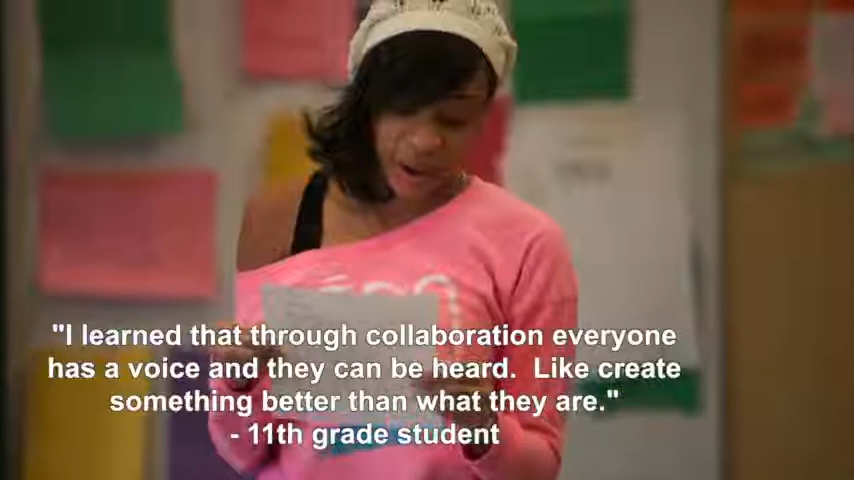 "I learned that through collaboration everyone
has a voice and they can be heard.  Like create
something better than what they are."
- 11th grade student